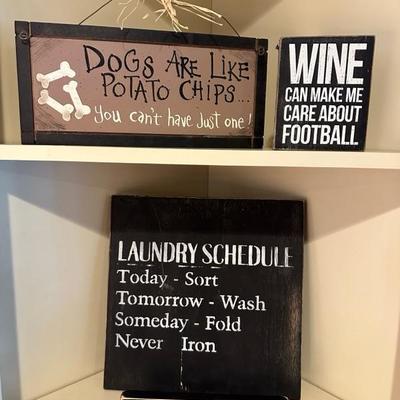 DOGS ARE LIKE
POTATO CHIPS...
you can't have just one!
WINE
CAN MAKE ME
CARE ABOUT
FOOTBALL
LAUNDRY SCHEDULE
Today - Sort
Tomorrow - Wash
Someday - Fold
Never Iron